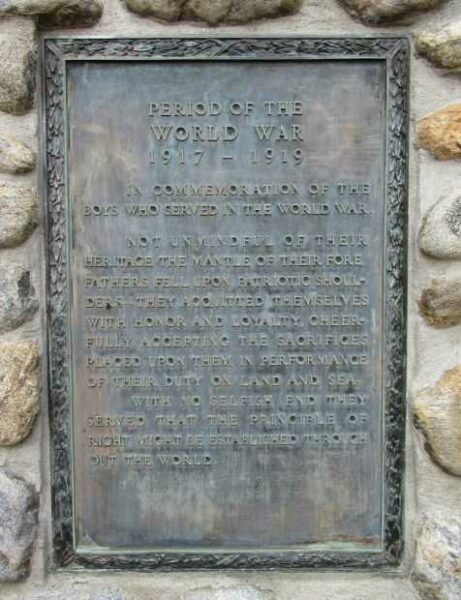 PERIOD OF THE
WORLD WAR
1917 – 1919
IN COMMEMORATION OF THE
BOYS WHO SERVED IN THE WORLD WAR.
NOT UNMINDFUL OF THEIR
HERITAGE THE MANTLE OF THEIR FORE-
FATHERS FELL UPON PATRIOTIC SHOUL-
DERS- THEY ACQUITTED THEMSELVES
WITH HONOR AND LOYALTY, CHEER-
FULLY ACCEPTING THE SACRIFICES
PLACED UPON THEM IN PERFORMANCE
OF THEIR DUTY ON LAND AND SEA-
WITH NO SELFISH END THEY
SERVED THAT THE PRINCIPLE OF
RIGHT MIGHT BE ESTABLISHED THROUGH
OUT THE WORLD.